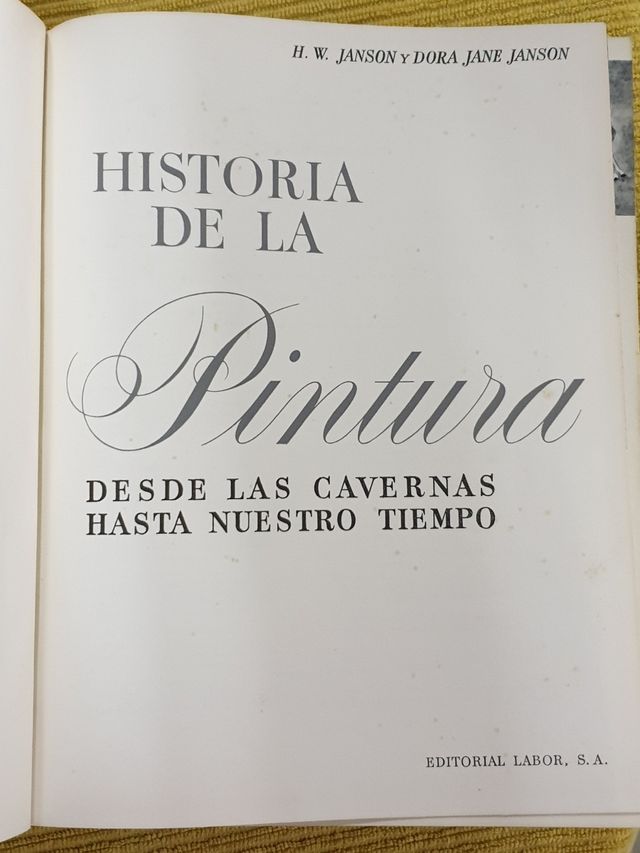 H. W. JANSON Y DORA JANE JANSON
HISTORIA
DE LA
Pintura
DESDE LAS CAVERNAS
HASTA NUESTRO TIEMPO
EDITORIAL LABOR, S. A.